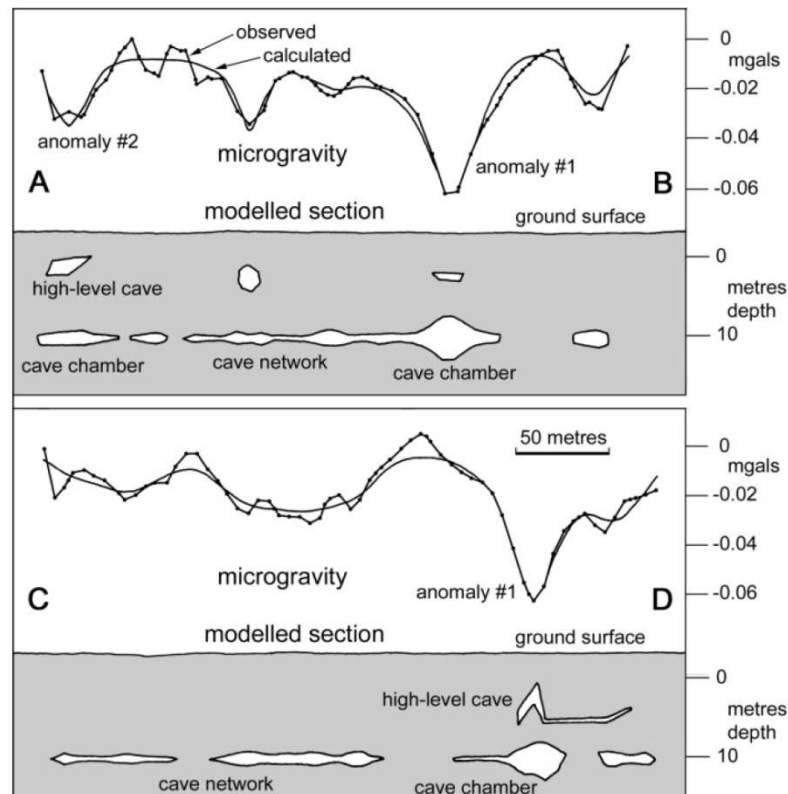 observed
calculated
anomaly #2
microgravity
anomaly #1
A
B
0
mgals
-0.02
-0.04
-0.06
modelled section
ground surface
high-level cave
cave chamber
cave network
cave chamber
0
metres
depth
10
50 metres
0
mgals
-0.02
-0.04
-0.06
microgravity
anomaly #1
C
D
modelled section
ground surface
high-level cave
cave network
cave chamber
0
metres
depth
10